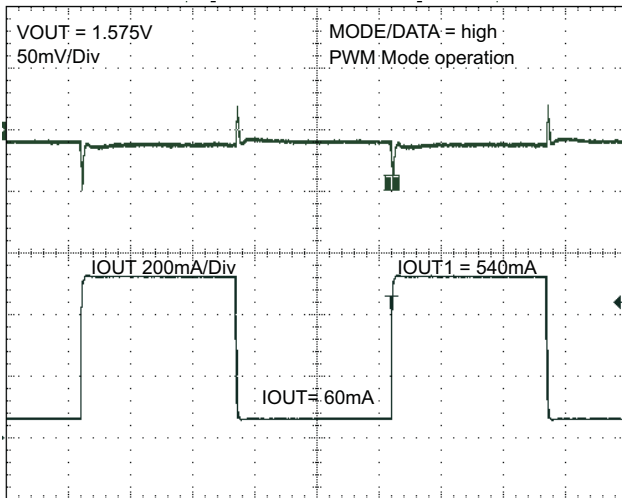 VOUT = 1.575V
50mV/Div
MODE/DATA = high
PWM Mode operation
IOUT 200mA/Div
IOUT1 = 540mA
IOUT= 60mA